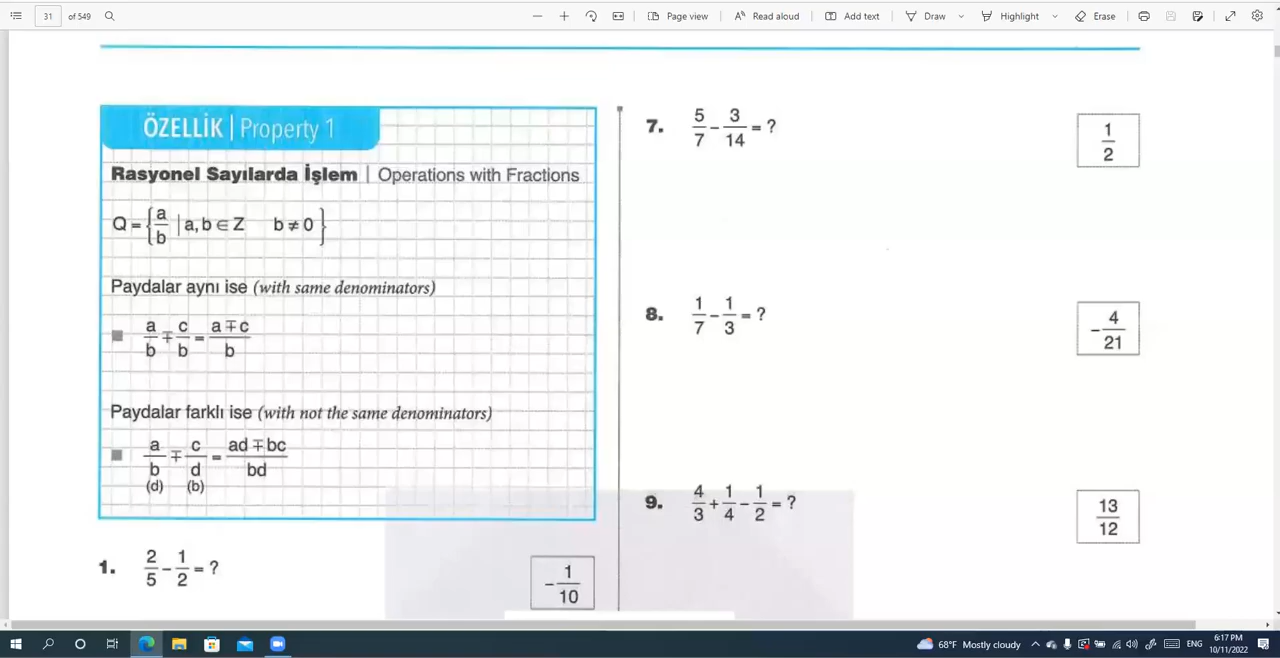 31 of 549
Page view
Read aloud
Add text
Draw
Highlight
Erase
ÖZELLİK | Property 1
Rasyonel Sayılarda İşlem | Operations with Fractions
Q = { a/b | a, b ∈ Z b ≠ 0 }
Paydalar aynı ise (with same denominators)
a/b ∓ c/b = a ∓ c/b
Paydalar farklı ise (with not the same denominators)
a/b ∓ c/d = ad ∓ bc/bd
(d) (b)
1. 2/5 - 1/2 = ?
- 1/10
7. 5/7 - 3/14 = ?
1/2
8. 1/7 - 1/3 = ?
- 4/21
9. 4/3 + 1/4 - 1/2 = ?
13/12
68°F Mostly cloudy
ENG
6:17 PM
10/11/2022